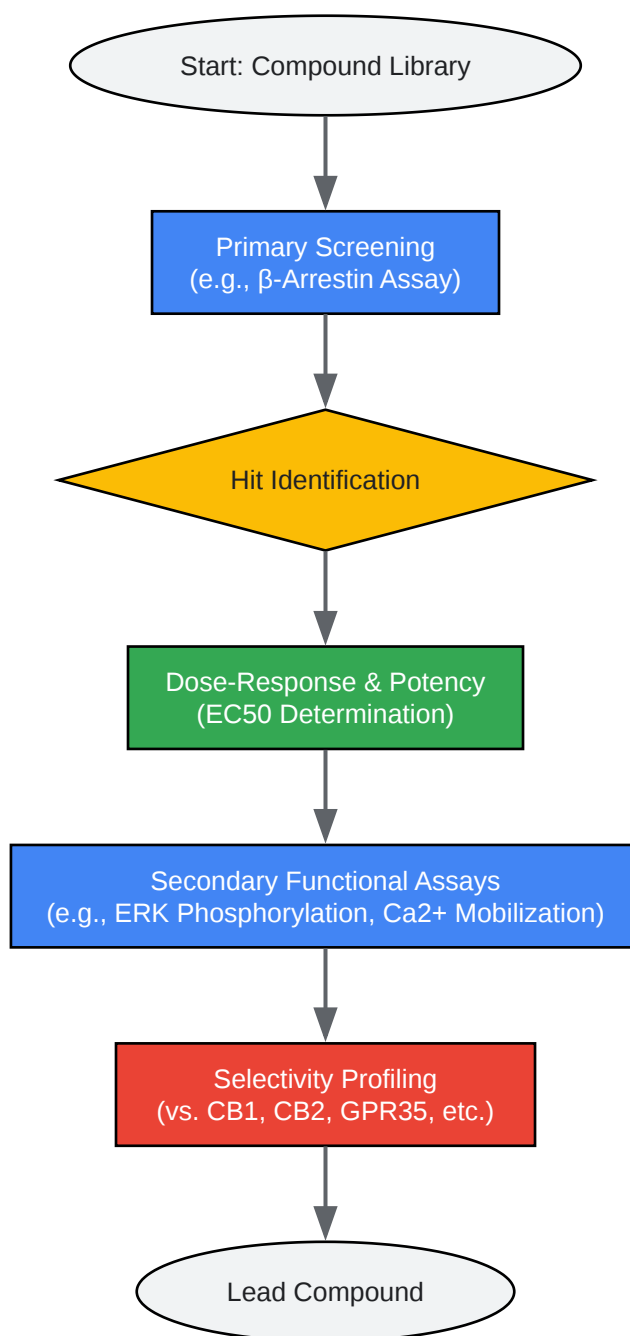 Start: Compound Library
Primary Screening
(e.g., β-Arrestin Assay)
Hit Identification
Dose-Response & Potency
(EC50 Determination)
Secondary Functional Assays
(e.g., ERK Phosphorylation, Ca2+ Mobilization)
Selectivity Profiling
(vs. CB1, CB2, GPR35, etc.)
Lead Compound